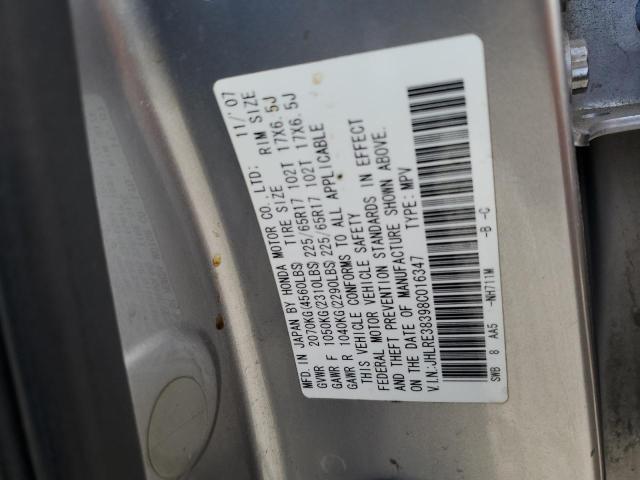 MFD. IN JAPAN BY HONDA MOTOR CO., LTD: 11/'07
TIRE SIZE RIM SIZE
GVWR 2070KG(4560LBS)
GAWR F 1050KG(2310LBS) 225/65R17 102T 17X6.5J
GAWR R 1040KG(2290LBS) 225/65R17 102T 17X6.5J
THIS VEHICLE CONFORMS TO ALL APPLICABLE
FEDERAL MOTOR VEHICLE SAFETY
AND THEFT PREVENTION STANDARDS IN EFFECT
ON THE DATE OF MANUFACTURE SHOWN ABOVE.
V.I.N:JHLRE38398C016347 TYPE: MPV
SWB 8 AA5 -NH711M -B -C